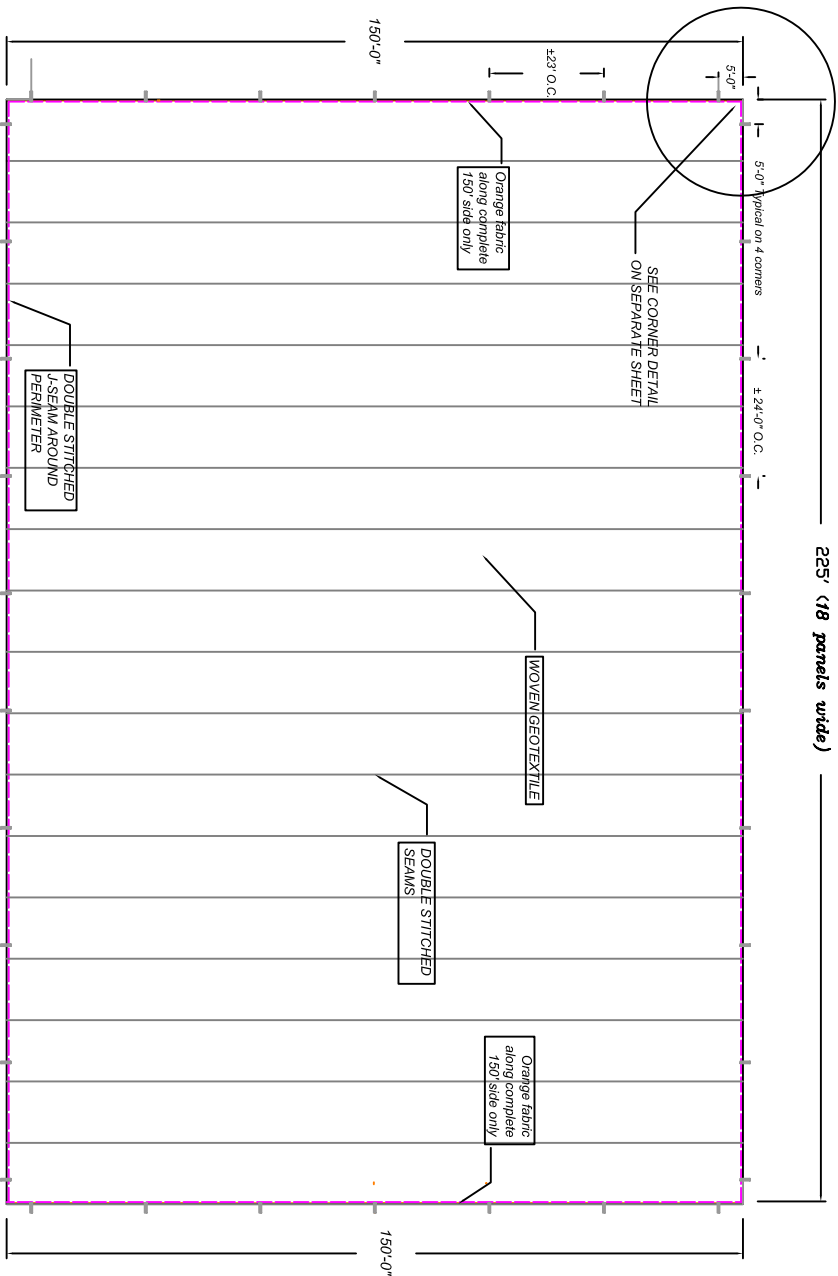 225' (18 panels wide)
5'-0" Typical on 4 corners
± 24'-0" O.C.
5'-0"
±23' O.C.
150'-0"
SEE CORNER DETAIL
ON SEPARATE SHEET
Orange fabric
along complete
150' side only
WOVEN GEOTEXTILE
DOUBLE STITCHED
SEAMS
Orange fabric
along complete
150' side only
DOUBLE STITCHED
J-SEAM AROUND
PERIMETER
150'-0"